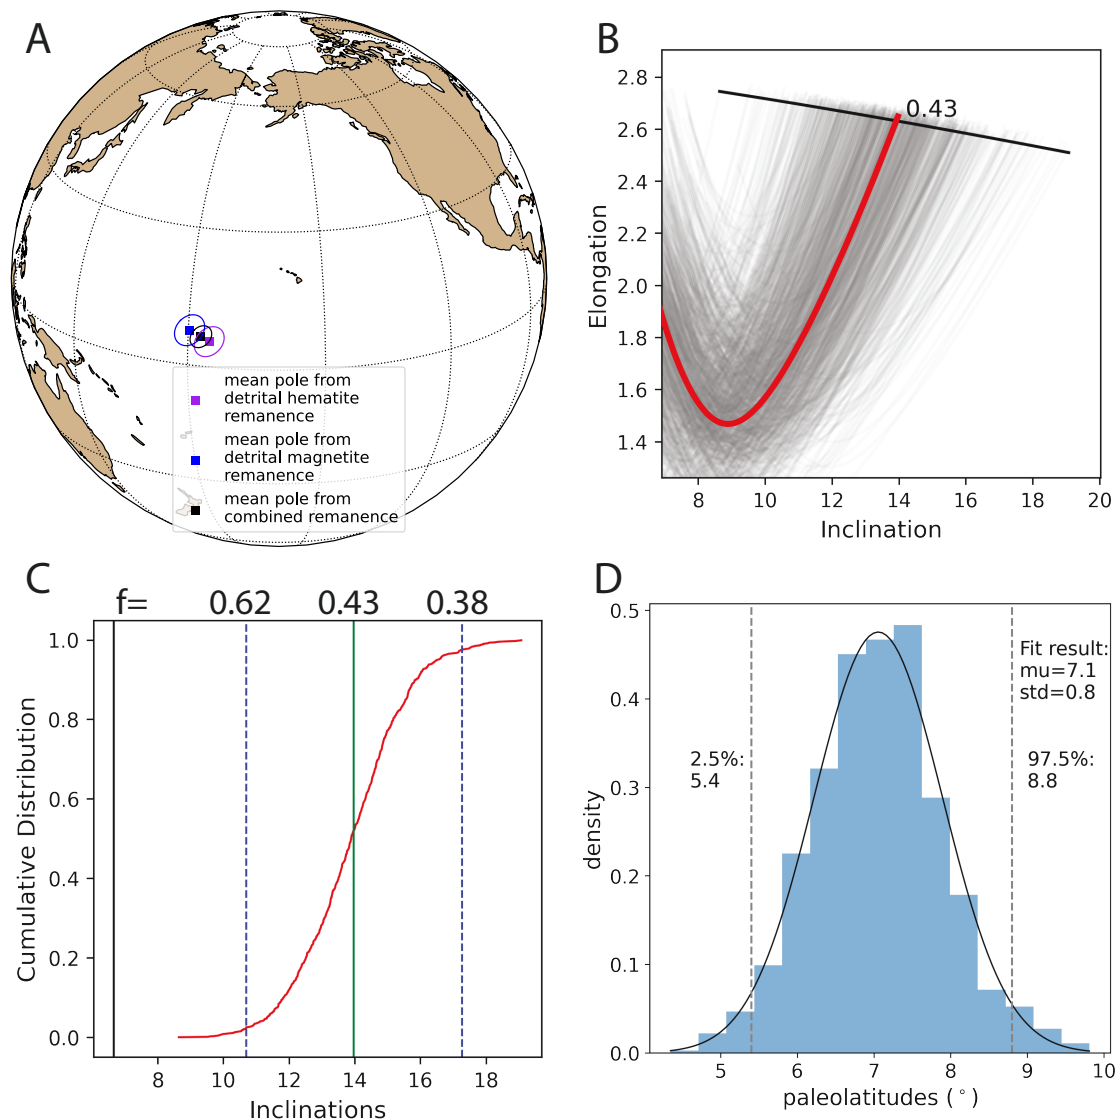 A
mean pole from
detrital hematite
remanence
mean pole from
detrital magnetite
remanence
mean pole from
combined remanence
B
0.43
2.8
2.6
2.4
2.2
2.0
1.8
1.6
1.4
Elongation
8 10 12 14 16 18 20
Inclination
C
f= 0.62 0.43 0.38
1.0
0.8
0.6
0.4
0.2
0.0
Cumulative Distribution
8 10 12 14 16 18
Inclinations
D
0.5
0.4
0.3
0.2
0.1
0.0
density
Fit result:
mu=7.1
std=0.8
2.5%:
5.4
97.5%:
8.8
5 6 7 8 9 10
paleolatitudes (°)